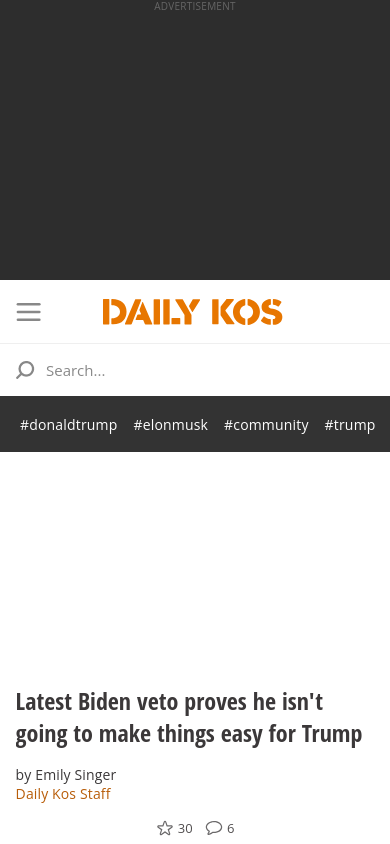 ADVERTISEMENT
DAILY KOS
Search...
#donaldtrump #elonmusk #community #trump
Latest Biden veto proves he isn't
going to make things easy for Trump
by Emily Singer
Daily Kos Staff
30 6